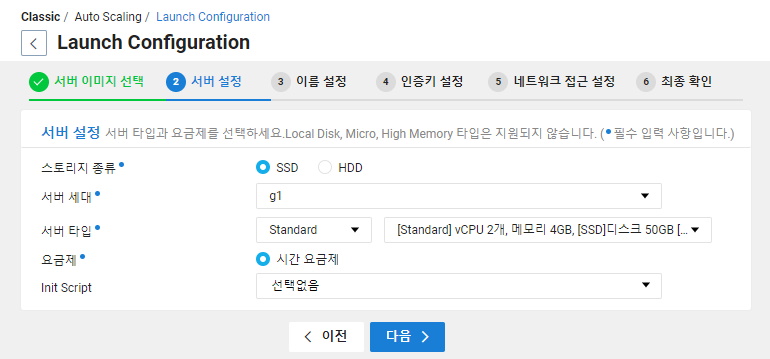 Classic / Auto Scaling / Launch Configuration
Launch Configuration
서버 이미지 선택 2 서버 설정 3 이름 설정 4 인증키 설정 5 네트워크 접근 설정 6 최종 확인
서버 설정 서버 타입과 요금제를 선택하세요.Local Disk, Micro, High Memory 타입은 지원되지 않습니다. (• 필수 입력 사항입니다.)
스토리지 종류 • SSD HDD
서버 세대 • g1
서버 타입 • Standard [Standard] vCPU 2개, 메모리 4GB, [SSD]디스크 50GB [...
요금제 • 시간 요금제
Init Script 선택없음
< 이전 다음 >